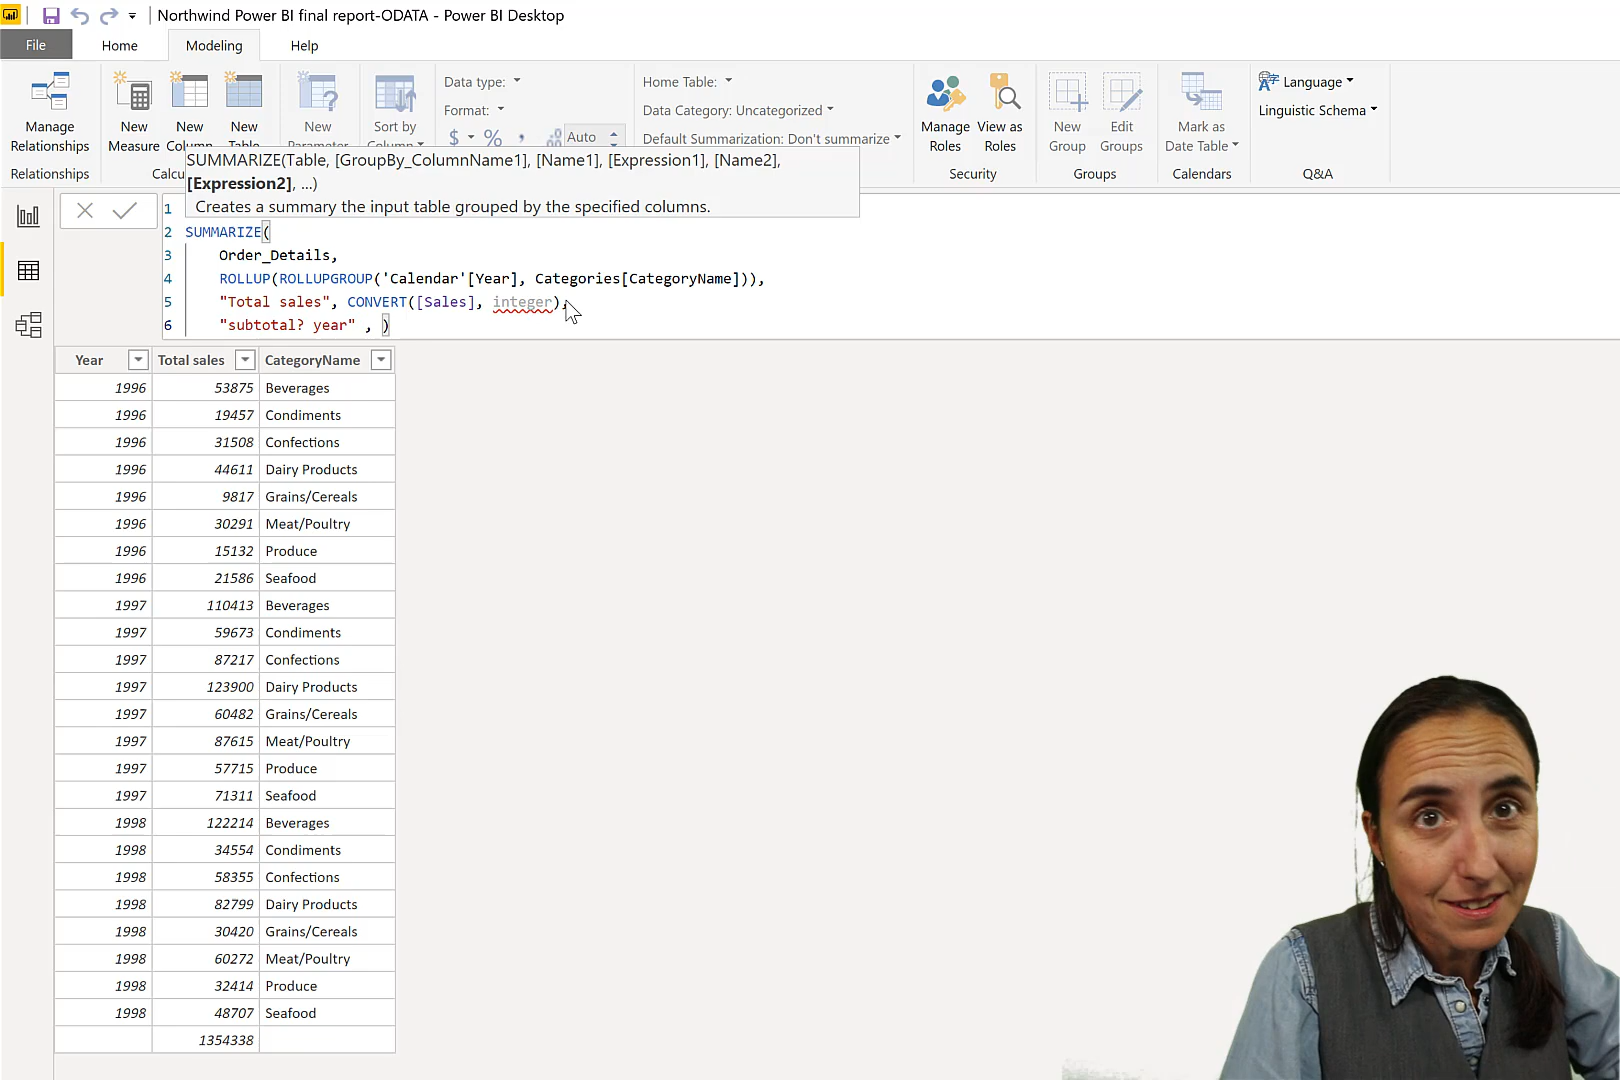 Northwind Power BI final report-ODATA - Power BI Desktop
File Home Modeling Help
Manage Relationships
New Measure
New Column
New Table
New Parameter
Sort by Column
Data type:
Format:
$ % , Auto
Home Table:
Data Category: Uncategorized
Default Summarization: Don't summarize
Manage Roles
View as Roles
New Group
Edit Groups
Mark as Date Table
Language
Linguistic Schema
Relationships Calcu Security Groups Calendars Q&A
SUMMARIZE(Table, [GroupBy_ColumnName1], [Name1], [Expression1], [Name2],
[Expression2], ...)
Creates a summary the input table grouped by the specified columns.
1
2 SUMMARIZE(
3 Order_Details,
4 ROLLUP(ROLLUPGROUP('Calendar'[Year], Categories[CategoryName])),
5 "Total sales", CONVERT([Sales], integer),
6 "subtotal? year" , )
Year Total sales CategoryName
1996 53875 Beverages
1996 19457 Condiments
1996 31508 Confections
1996 44611 Dairy Products
1996 9817 Grains/Cereals
1996 30291 Meat/Poultry
1996 15132 Produce
1996 21586 Seafood
1997 110413 Beverages
1997 59673 Condiments
1997 87217 Confections
1997 123900 Dairy Products
1997 60482 Grains/Cereals
1997 87615 Meat/Poultry
1997 57715 Produce
1997 71311 Seafood
1998 122214 Beverages
1998 34554 Condiments
1998 58355 Confections
1998 82799 Dairy Products
1998 30420 Grains/Cereals
1998 60272 Meat/Poultry
1998 32414 Produce
1998 48707 Seafood
1354338